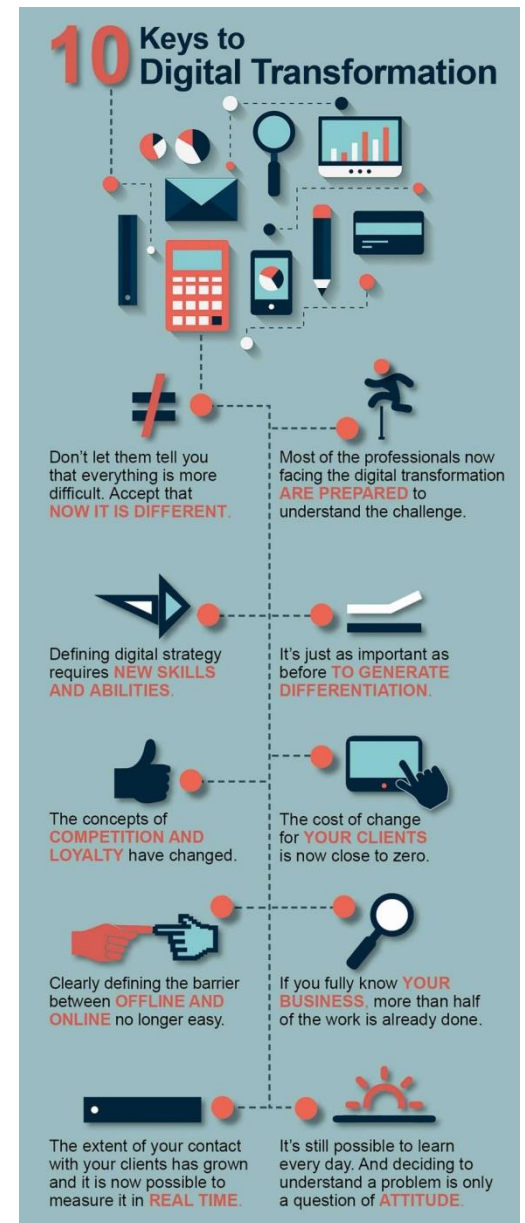 10 Keys to
Digital Transformation
Don't let them tell you
that everything is more
difficult. Accept that
NOW IT IS DIFFERENT.
Most of the professionals now
facing the digital transformation
ARE PREPARED to
understand the challenge.
Defining digital strategy
requires NEW SKILLS
AND ABILITIES.
It's just as important as
before TO GENERATE
DIFFERENTIATION.
The concepts of
COMPETITION AND
LOYALTY have changed.
The cost of change
for YOUR CLIENTS
is now close to zero.
Clearly defining the barrier
between OFFLINE AND
ONLINE no longer easy.
If you fully know YOUR
BUSINESS, more than half
of the work is already done.
The extent of your contact
with your clients has grown
and it is now possible to
measure it in REAL TIME.
It's still possible to learn
every day. And deciding to
understand a problem is only
a question of ATTITUDE.